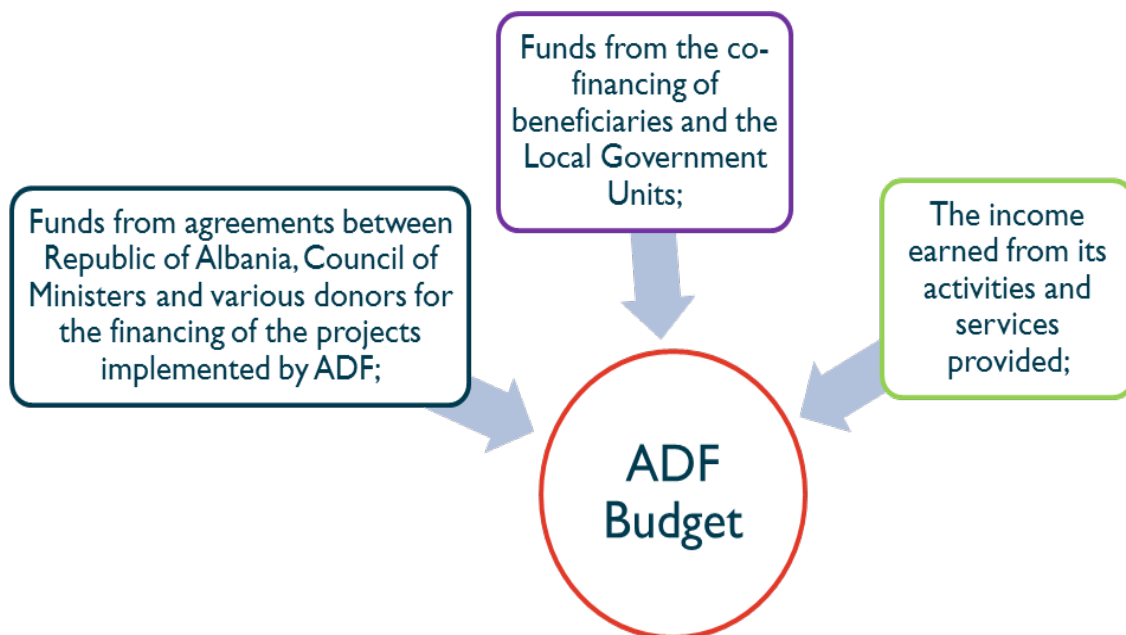 Funds from the co-
financing of
beneficiaries and the
Local Government
Units;
Funds from agreements between
Republic of Albania, Council of
Ministers and various donors for
the financing of the projects
implemented by ADF;
The income
earned from its
activities and
services
provided;
ADF
Budget